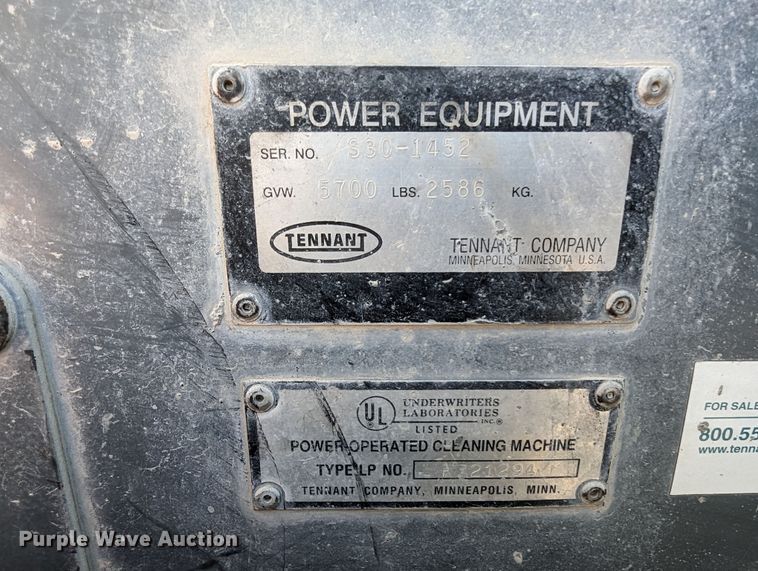 POWER EQUIPMENT
SER. NO. S30-1452
GVW. 5700 LBS. 2586 KG.
TENNANT
TENNANT COMPANY
MINNEAPOLIS, MINNESOTA U.S.A.
UL
UNDERWRITERS
LABORATORIES
INC.®
LISTED
POWER-OPERATED CLEANING MACHINE
TYPE LP NO.
TENNANT COMPANY, MINNEAPOLIS, MINN.
FOR SALE
800.55
www.tenna
Purple Wave Auction